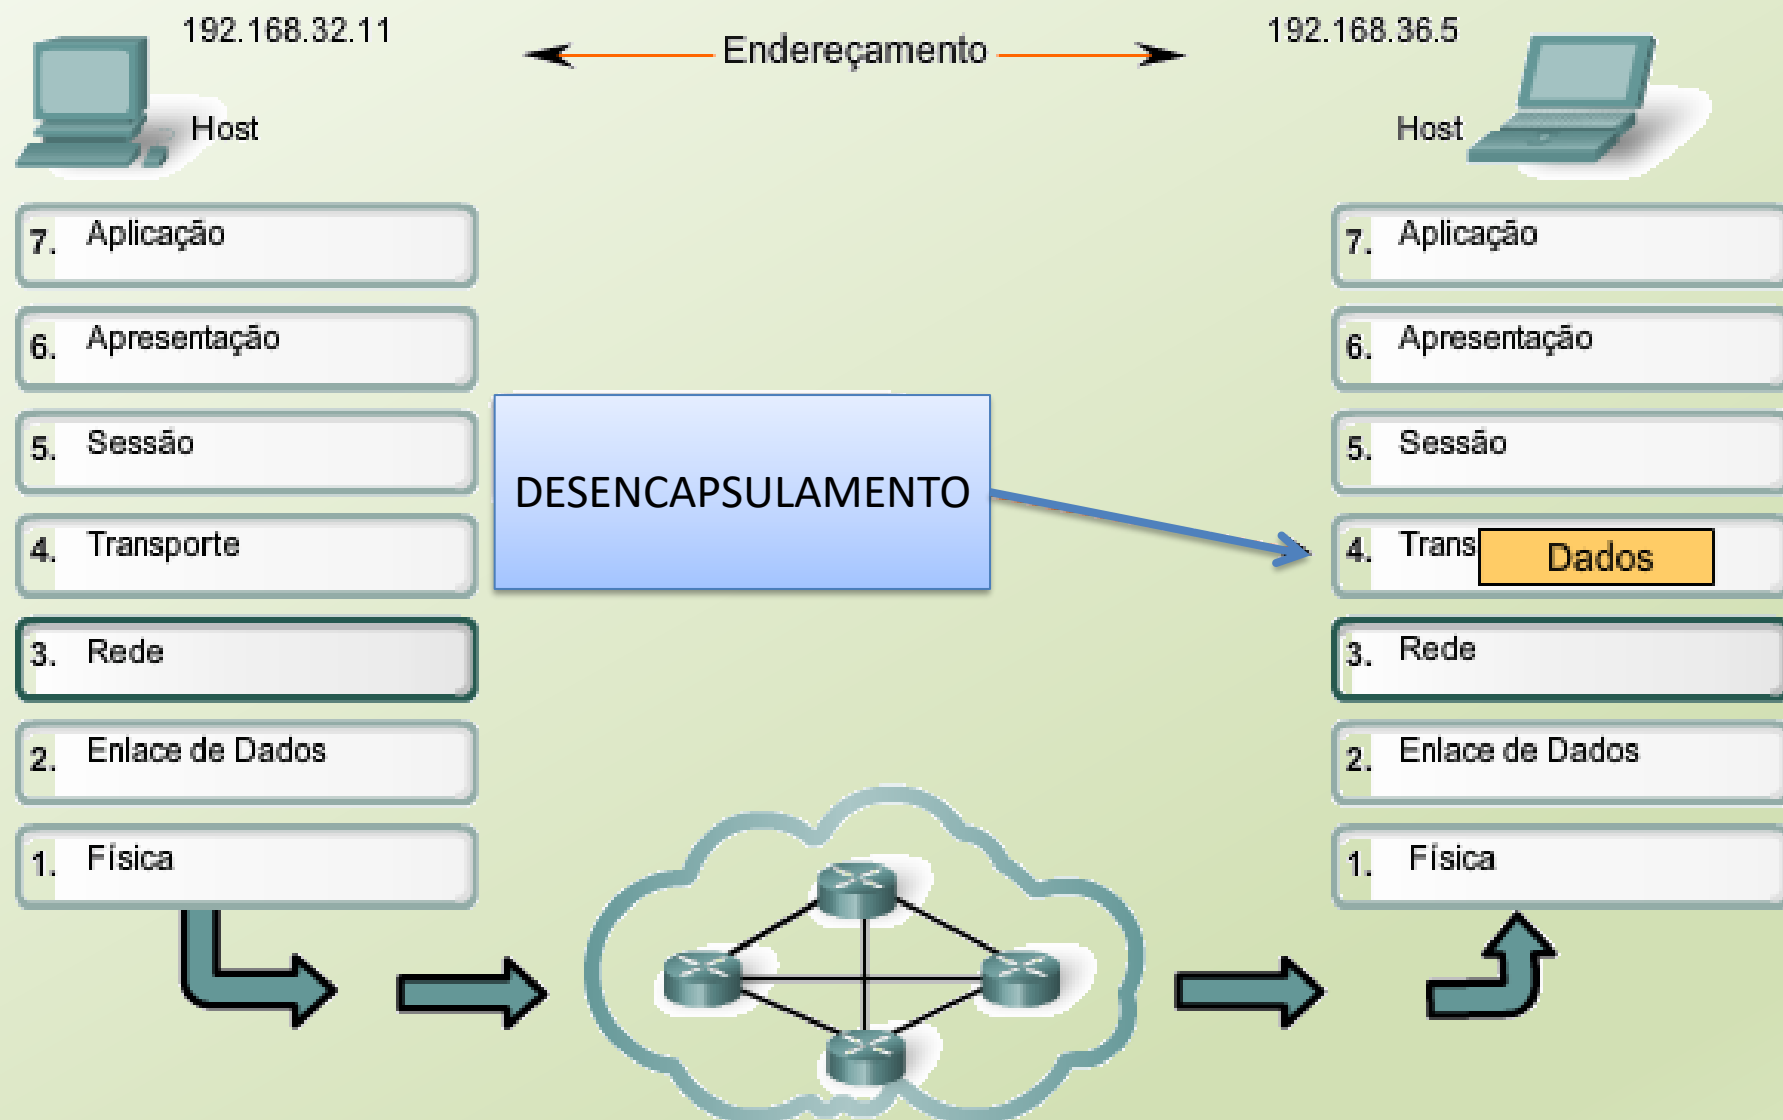 192.168.32.11
Endereçamento
192.168.36.5
Host
Host
7. Aplicação
6. Apresentação
5. Sessão
4. Transporte
3. Rede
2. Enlace de Dados
1. Física
DESENCAPSULAMENTO
7. Aplicação
6. Apresentação
5. Sessão
4. Trans
Dados
3. Rede
2. Enlace de Dados
1. Física